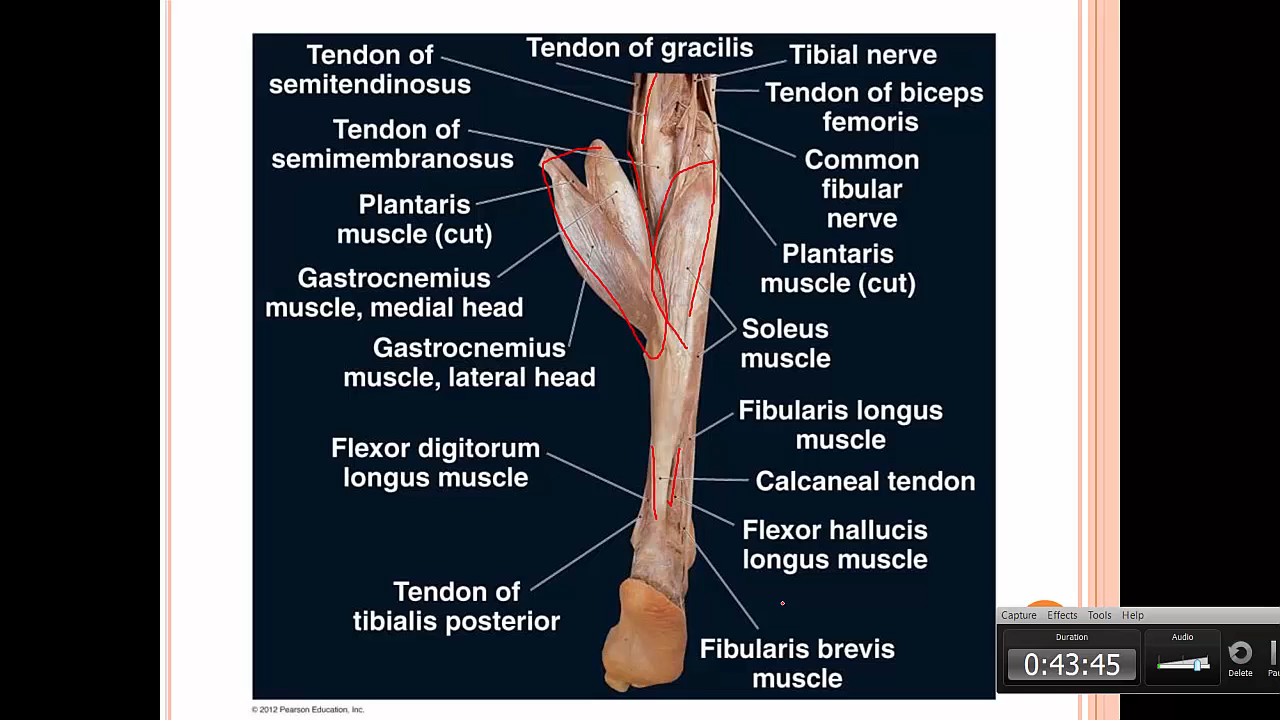 Tendon of
semitendinosus
Tendon of gracilis
Tibial nerve
Tendon of biceps
femoris
Tendon of
semimembranosus
Common
fibular
nerve
Plantaris
muscle (cut)
Plantaris
muscle (cut)
Gastrocnemius
muscle, medial head
Soleus
muscle
Gastrocnemius
muscle, lateral head
Fibularis longus
muscle
Flexor digitorum
longus muscle
Calcaneal tendon
Flexor hallucis
longus muscle
Tendon of
tibialis posterior
Fibularis brevis
muscle
© 2012 Pearson Education, Inc.
Capture Effects Tools Help
Duration
0:43:45
Audio
Delete
Pau